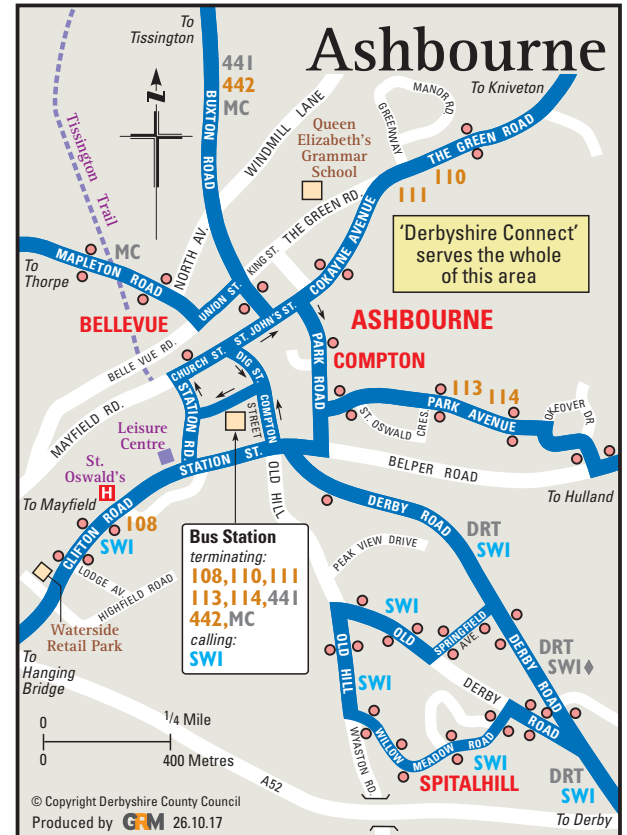 Ashbourne
To
Tissington
441
442
MC
BUXTON ROAD
WINDMILL LANE
Tissington Trail
N
Queen
Elizabeth's
Grammar
School
MANOR RD.
GREENWAY
To Kniveton
THE GREEN ROAD
110
111
THE GREEN RD.
KING ST.
COKAYNE AVENUE
'Derbyshire Connect'
serves the whole
of this area
MC
MAPLETON ROAD
To
Thorpe
NORTH AV.
UNION ST.
BELLEVUE
ST. JOHN'S ST.
ASHBOURNE
COMPTON
PARK ROAD
BELLE VUE RD.
CHURCH ST.
DIG ST.
MAYFIELD RD.
STATION RD.
COMPTON
STREET
113
114
PARK AVENUE
ST. OSWALD
CRES.
OKEOVER DR.
Leisure
Centre
STATION ST.
BELPER ROAD
To Hulland
St.
Oswald's
H
To Mayfield
108
SWI
CLIFTON ROAD
LODGE AV.
HIGHFIELD ROAD
OLD HILL
DERBY ROAD
DRT
SWI
PEAK VIEW DRIVE
Bus Station
terminating:
108,110,111
113,114,441
442,MC
calling:
SWI
Waterside
Retail Park
To
Hanging
Bridge
SWI
OLD
SPRINGFIELD
AVE.
OLD HILL
SWI
DERBY
ROAD
DERBY ROAD
DRT
SWI♦
WILLOW
MEADOW ROAD
SWI
WYASTON RD.
SPITALHILL
DRT
SWI
To Derby
A52
0
1/4 Mile
0
400 Metres
© Copyright Derbyshire County Council
Produced by GRM 26.10.17